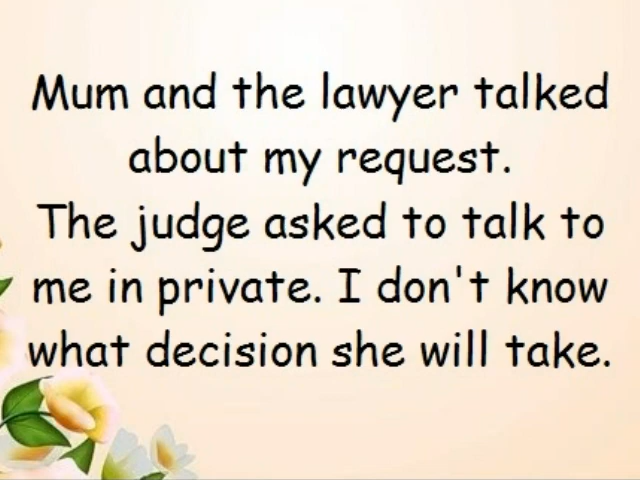 Mum and the lawyer talked
about my request.
The judge asked to talk to
me in private. I don't know
what decision she will take.